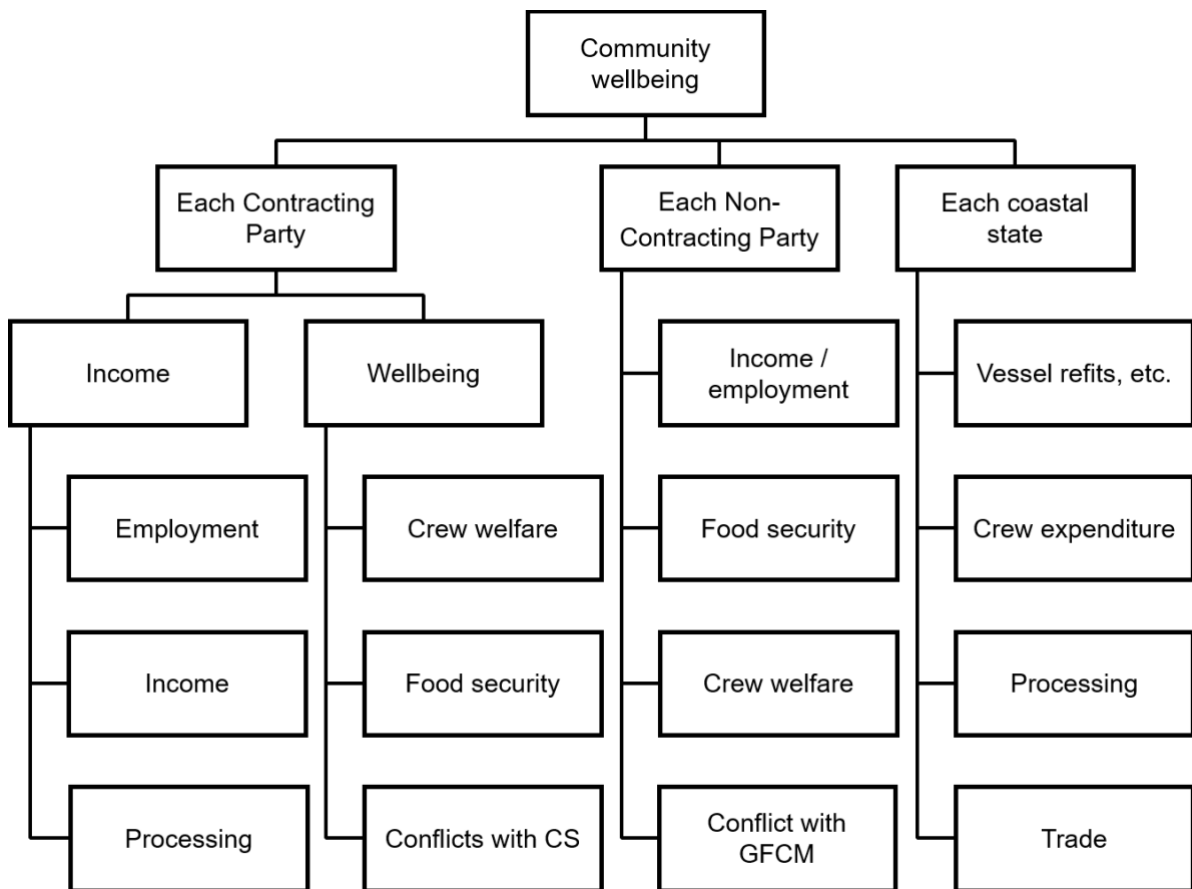 Community
wellbeing
Each Contracting
Party
Each Non-
Contracting Party
Each coastal
state
Income
Wellbeing
Income /
employment
Vessel refits, etc.
Employment
Crew welfare
Food security
Crew expenditure
Income
Food security
Crew welfare
Processing
Processing
Conflicts with CS
Conflict with
GFCM
Trade